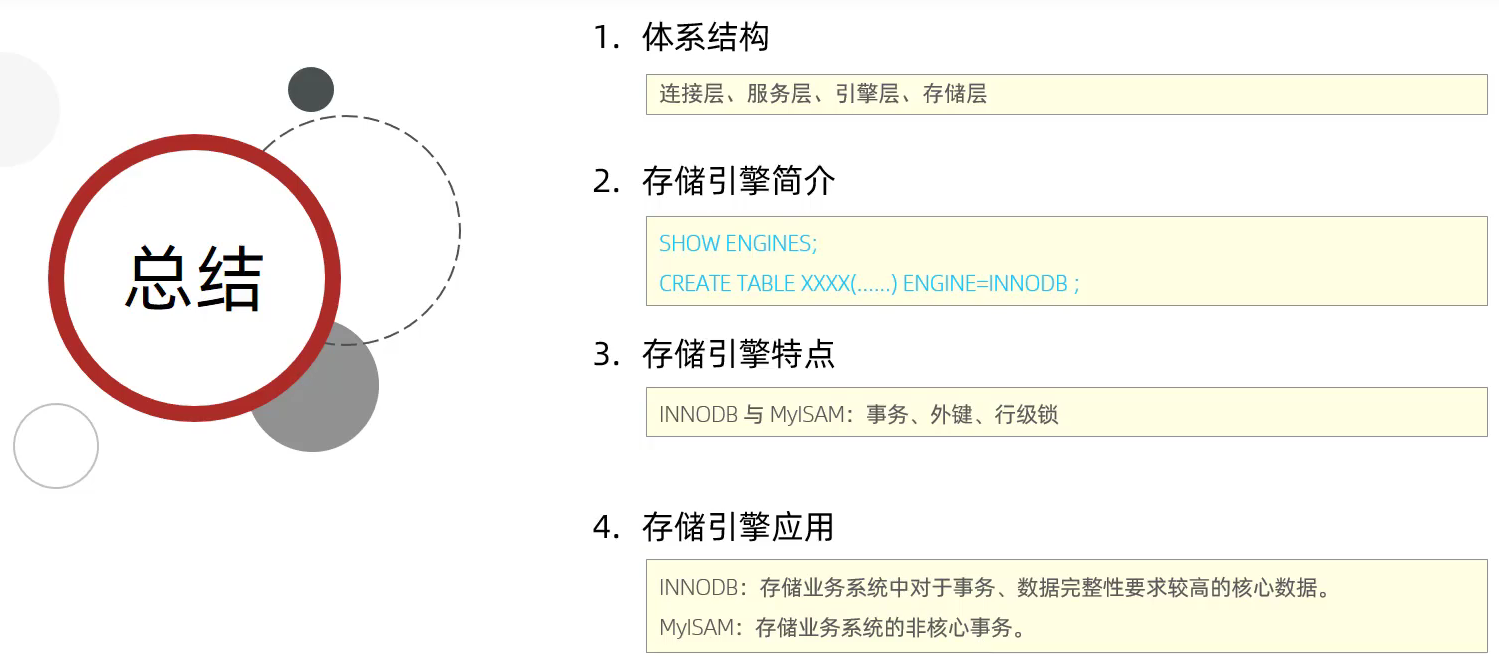 总结
1. 体系结构
连接层、服务层、引擎层、存储层
2. 存储引擎简介
SHOW ENGINES;
CREATE TABLE XXXX(......) ENGINE=INNODB ;
3. 存储引擎特点
INNODB 与 MyISAM：事务、外键、行级锁
4. 存储引擎应用
INNODB：存储业务系统中对于事务、数据完整性要求较高的核心数据。
MyISAM：存储业务系统的非核心事务。